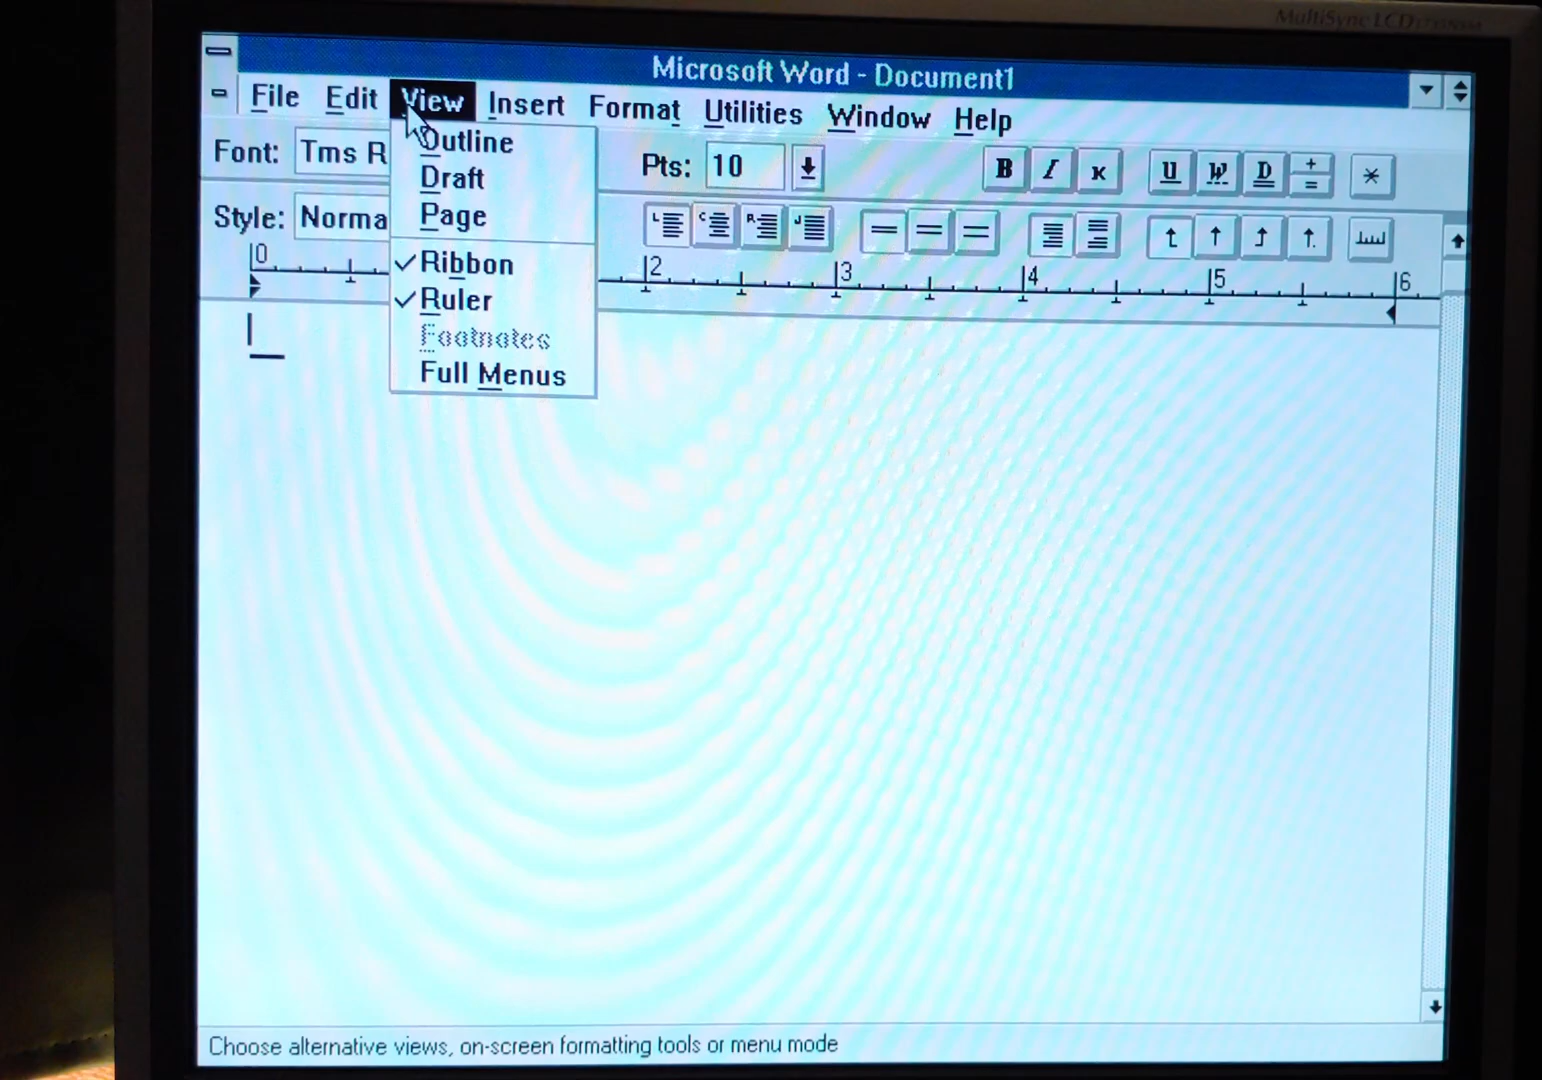 MultiSync LCD
Microsoft Word - Document1
File Edit View Insert Format Utilities Window Help
Font: Tms R Pts: 10 B I K U W D + = *
Outline
Draft
Page
Style: Norma L C R J
Ribbon
0 2 3 4 5 6
Ruler
Footnotes
Full Menus
Choose alternative views, on-screen formatting tools or menu mode